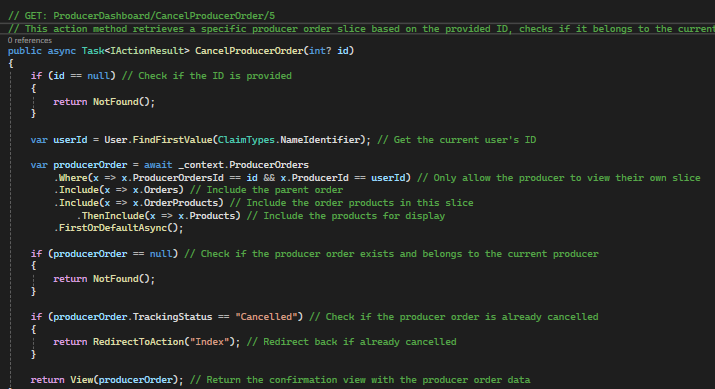 // GET: ProducerDashboard/CancelProducerOrder/5
// This action method retrieves a specific producer order slice based on the provided ID, checks if it belongs to the current
0 references
public async Task<IActionResult> CancelProducerOrder(int? id)
{
    if (id == null) // Check if the ID is provided
    {
        return NotFound();
    }

    var userId = User.FindFirstValue(ClaimTypes.NameIdentifier); // Get the current user's ID

    var producerOrder = await _context.ProducerOrders
        .Where(x => x.ProducerOrdersId == id && x.ProducerId == userId) // Only allow the producer to view their own slice
        .Include(x => x.Orders) // Include the parent order
        .Include(x => x.OrderProducts) // Include the order products in this slice
            .ThenInclude(x => x.Products) // Include the products for display
        .FirstOrDefaultAsync();

    if (producerOrder == null) // Check if the producer order exists and belongs to the current producer
    {
        return NotFound();
    }

    if (producerOrder.TrackingStatus == "Cancelled") // Check if the producer order is already cancelled
    {
        return RedirectToAction("Index"); // Redirect back if already cancelled
    }

    return View(producerOrder); // Return the confirmation view with the producer order data